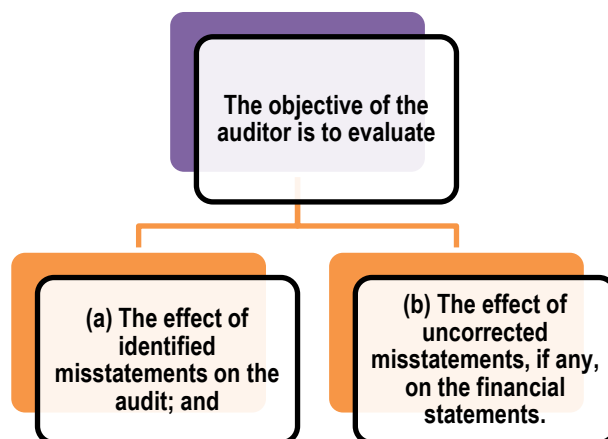 The objective of the
auditor is to evaluate
(a) The effect of
identified
misstatements on the
audit; and
(b) The effect of
uncorrected
misstatements, if any,
on the financial
statements.